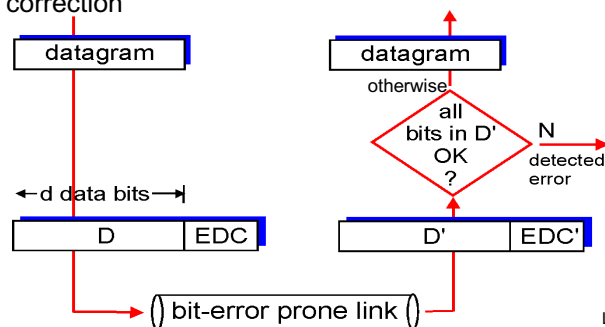 correction
datagram
datagram
otherwise
all
bits in D'
OK
?
N
detected
error
d data bits
D
EDC
D'
EDC'
bit-error prone link